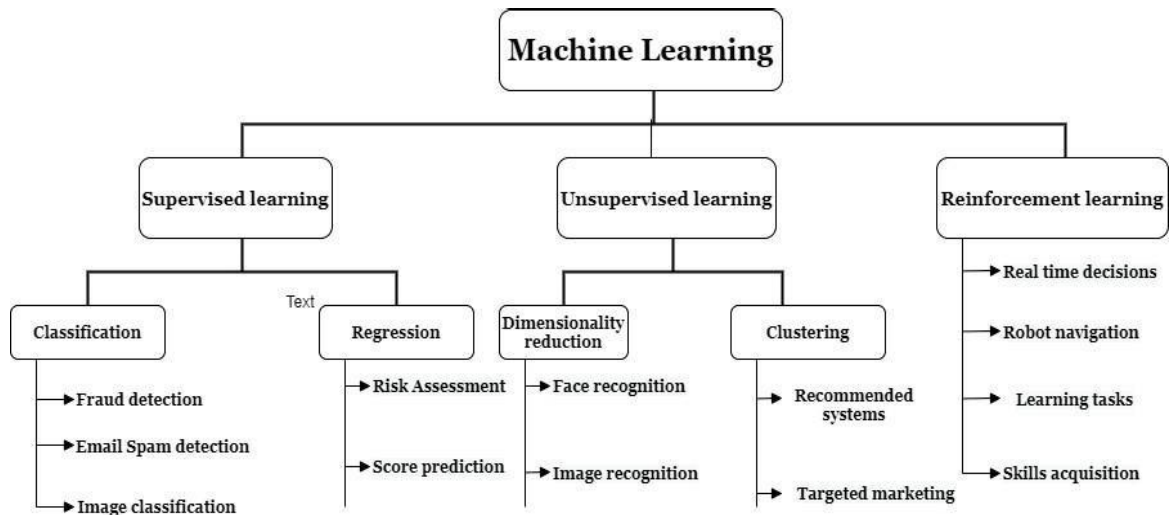 Machine Learning
Supervised learning
Unsupervised learning
Reinforcement learning
Text
Classification
Regression
Dimensionality
reduction
Clustering
Fraud detection
Email Spam detection
Image classification
Risk Assessment
Score prediction
Face recognition
Image recognition
Recommended
systems
Targeted marketing
Real time decisions
Robot navigation
Learning tasks
Skills acquisition